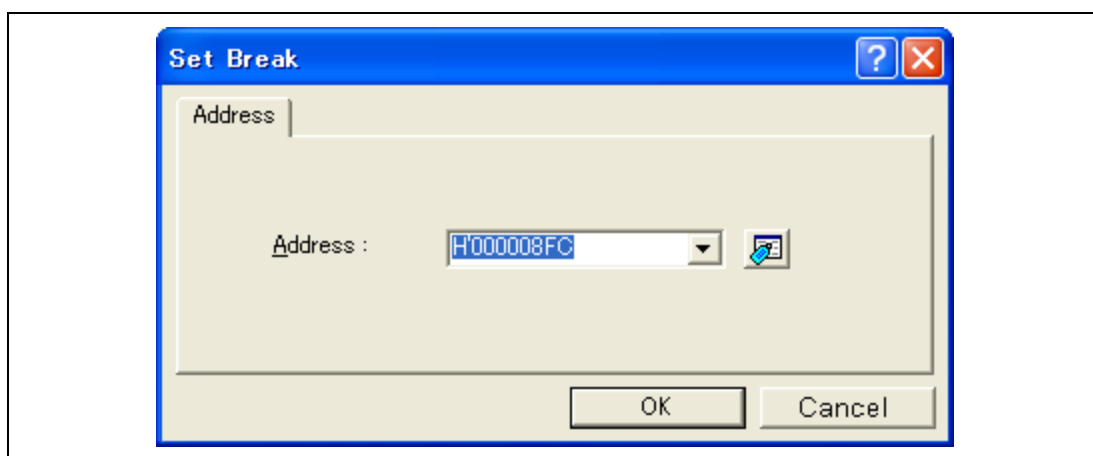 Set Break
Address
Address :
H'000008FC
OK
Cancel